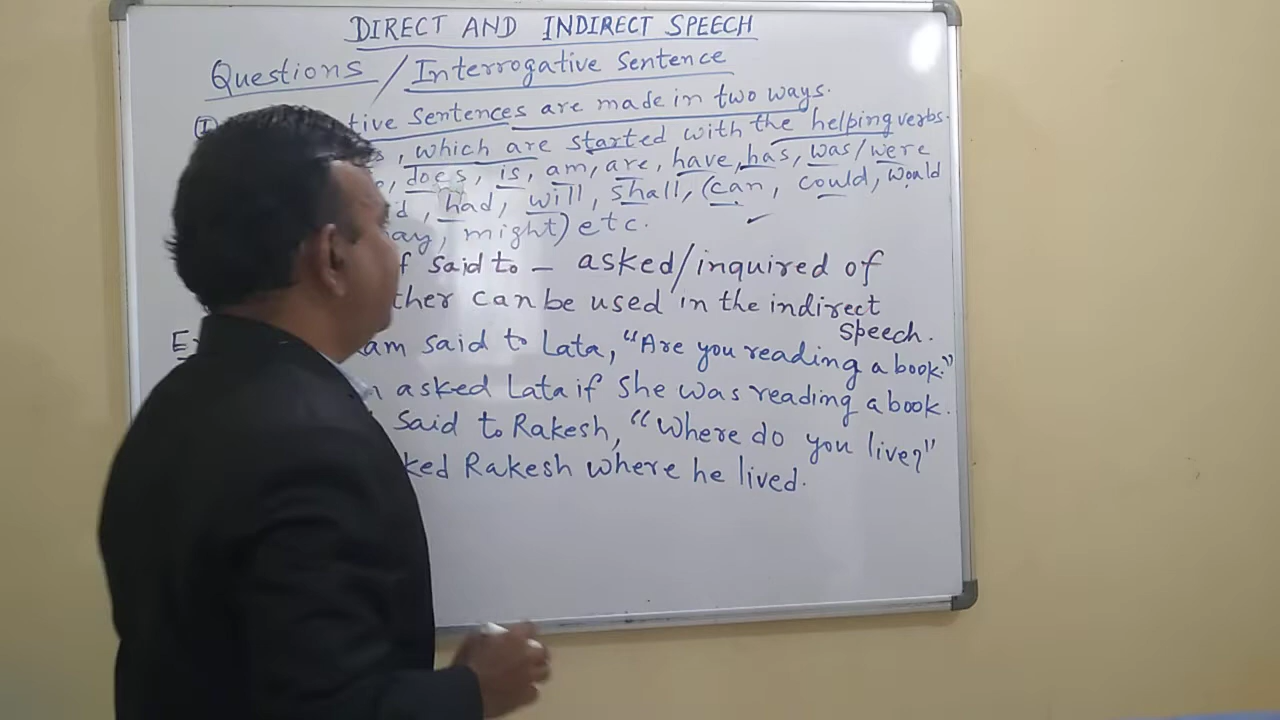 DIRECT AND INDIRECT SPEECH
Questions / Interrogative Sentence
tive sentences are made in two ways.
s, which are started with the helping verbs.
, does, is, am, are, have, has, was/were
d, had, will, shall, (can, could, would
ay, might) etc.
f said to – asked/inquired of
ther can be used in the indirect
speech.
am said to Lata, "Are you reading a book."
asked Lata if she was reading a book.
said to Rakesh, "Where do you live?"
ked Rakesh where he lived.